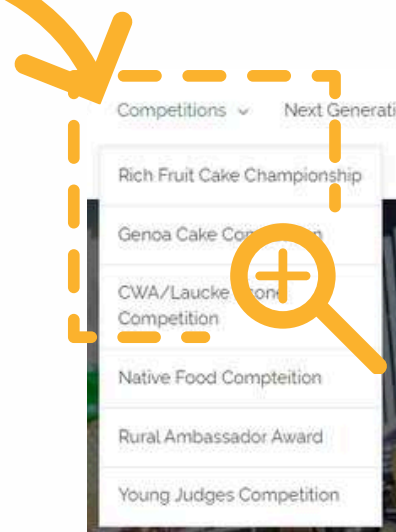 Competitions Next Generati
Rich Fruit Cake Championship
Genoa Cake
CWA/Laucke
Competition
Native Food Compteition
Rural Ambassador Award
Young Judges Competition